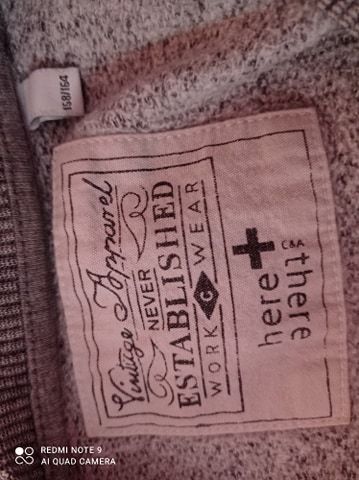 158/164
Vintage Apparel
NEVER
ESTABLISHED
WORK G WEAR
here + there
C&A
REDMI NOTE 9
AI QUAD CAMERA